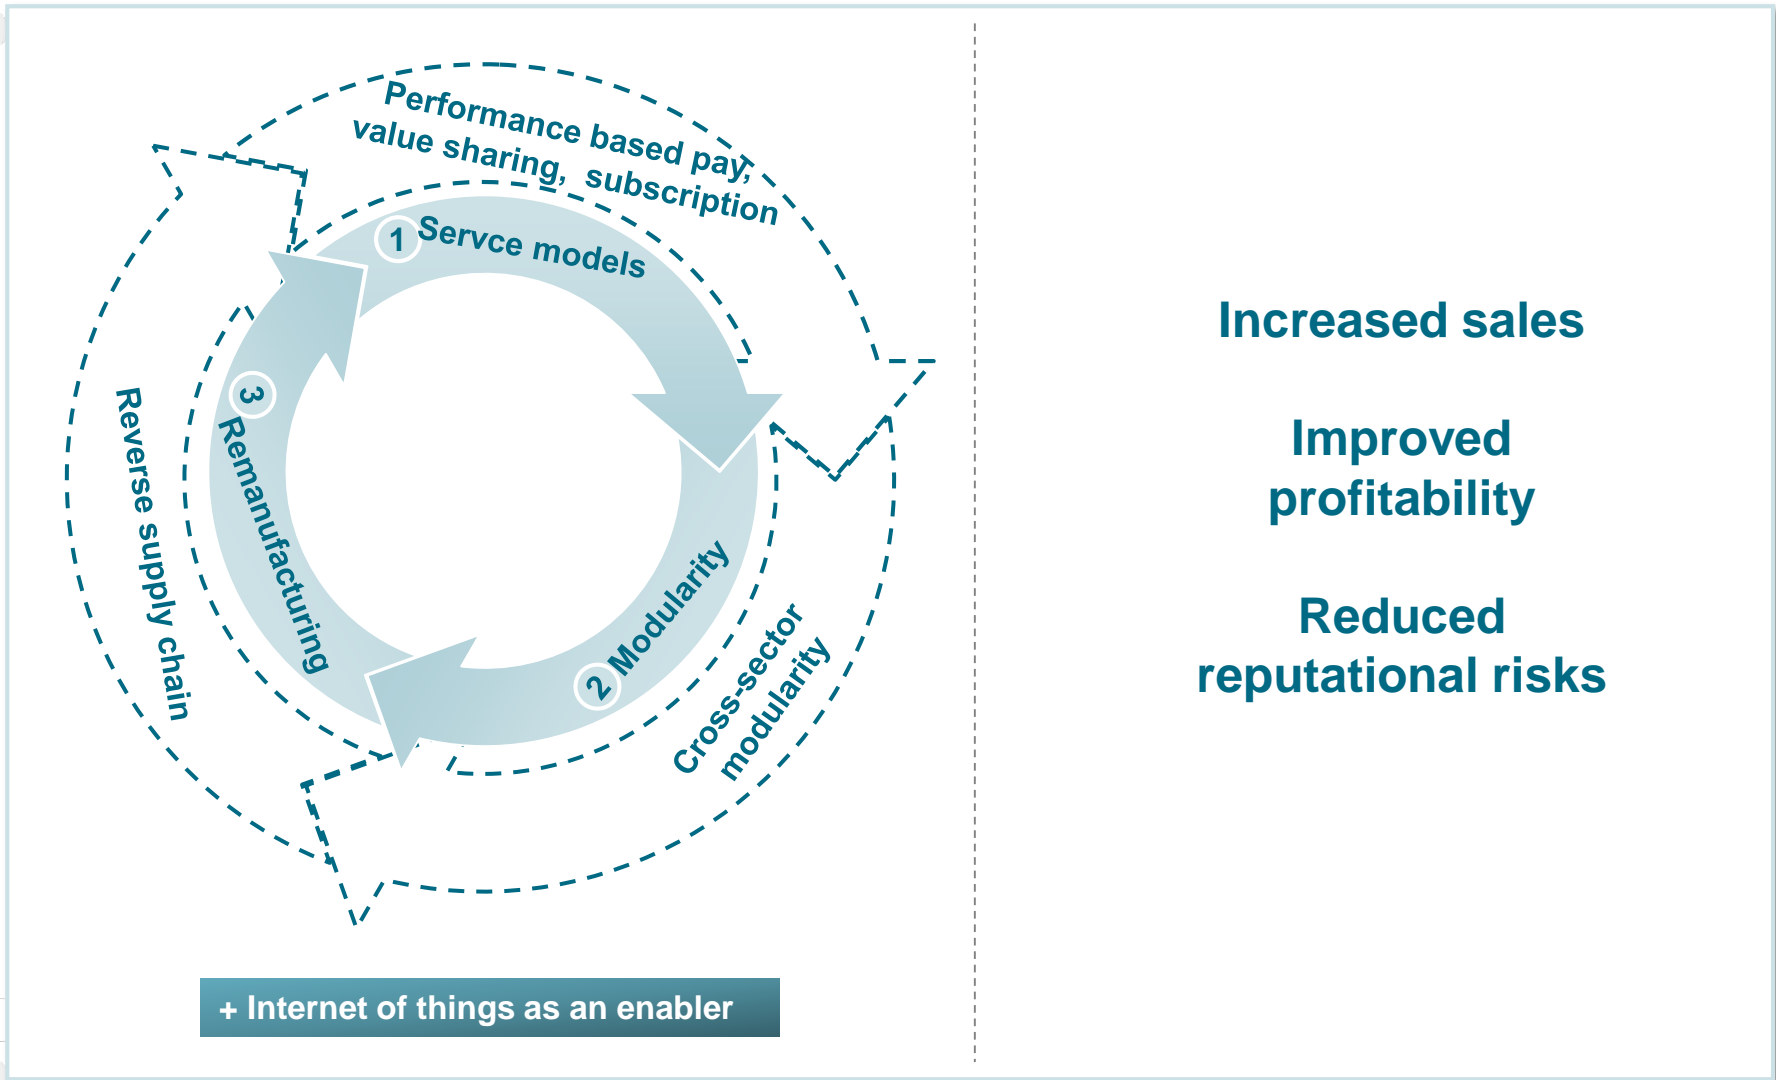 Performance based pay,
value sharing, subscription
1 Servce models
3
Remanufacturing
Reverse supply chain
2 Modularity
Cross-sector
modularity
+ Internet of things as an enabler
Increased sales
Improved
profitability
Reduced
reputational risks